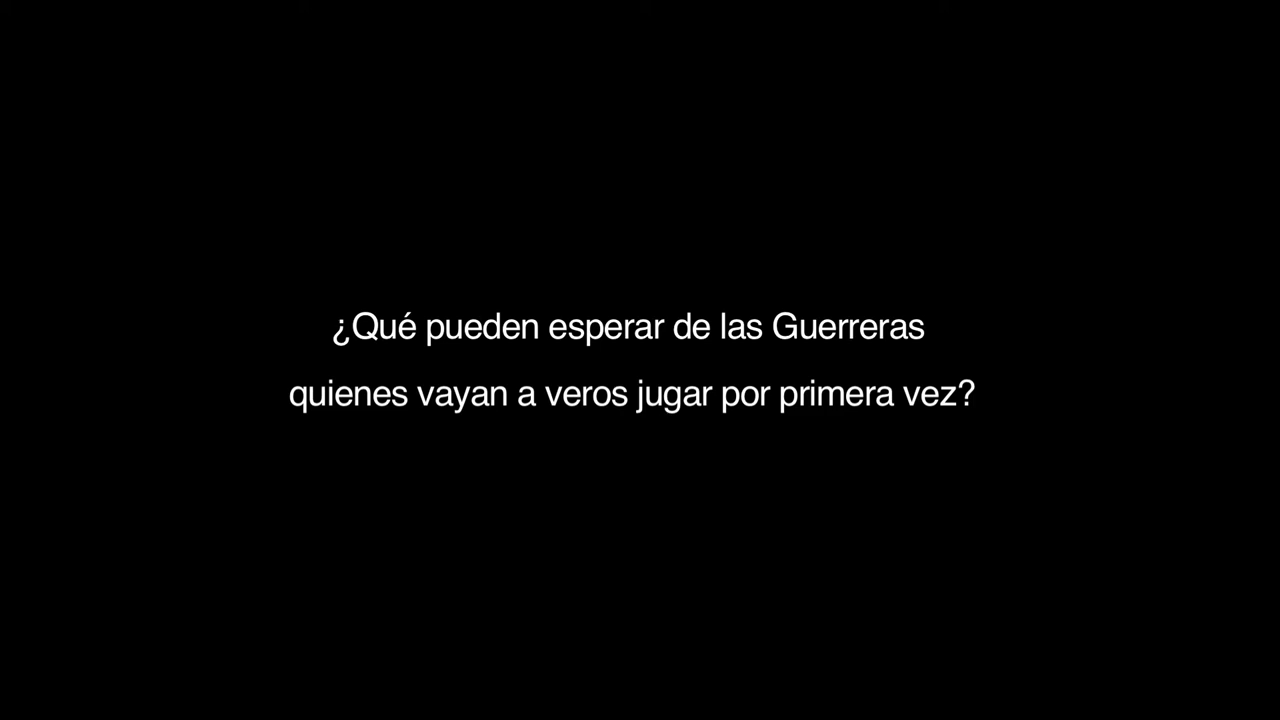 ¿Qué pueden esperar de las Guerreras
quienes vayan a veros jugar por primera vez?